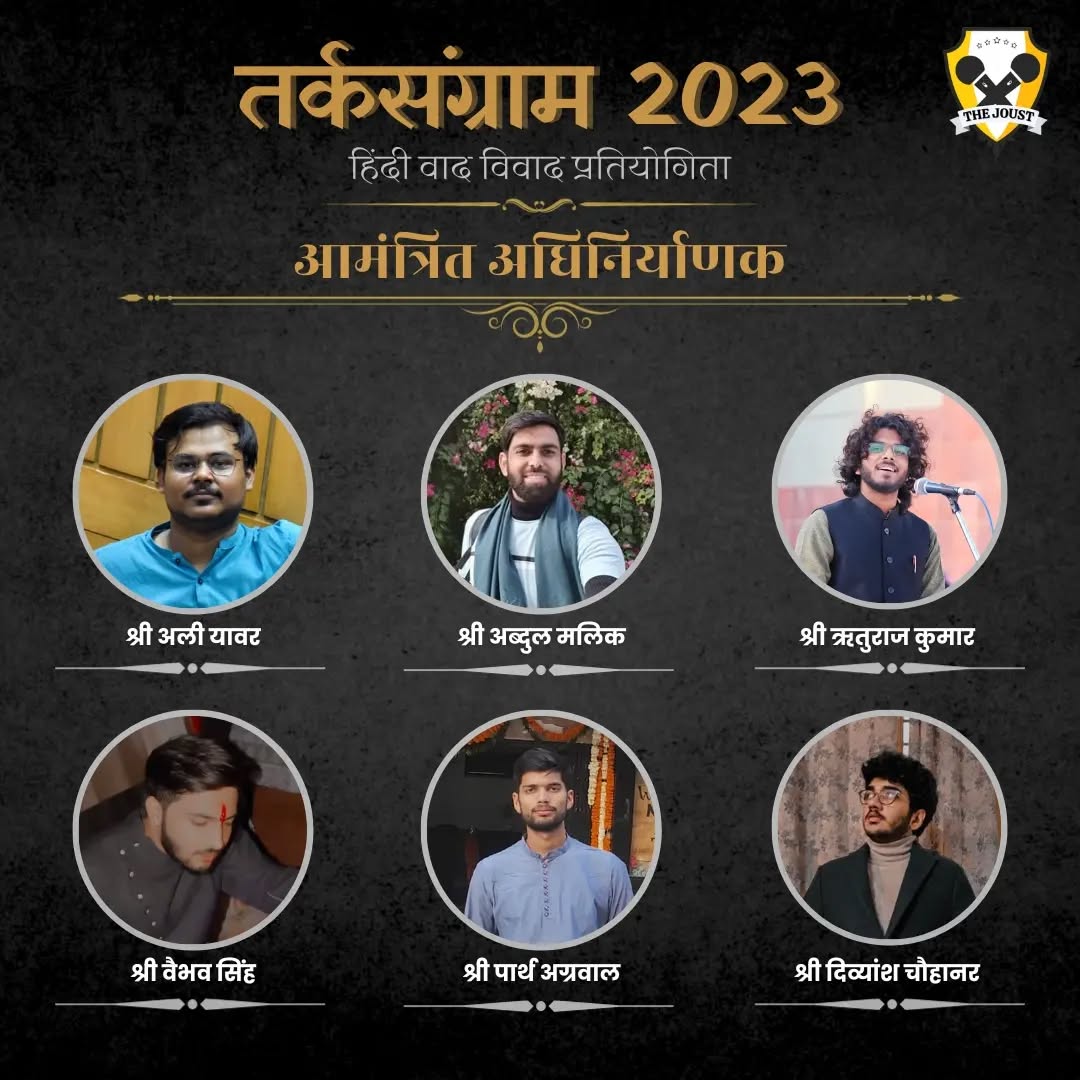 तर्कसंग्राम 2023
THE JOUST
हिंदी वाद विवाद प्रतियोगिता
आमंत्रित अधिनिर्याणक
श्री अली यावर
श्री अब्दुल मलिक
श्री ऋतुराज कुमार
श्री वैभव सिंह
श्री पार्थ अग्रवाल
श्री दिव्यांश चौहानर